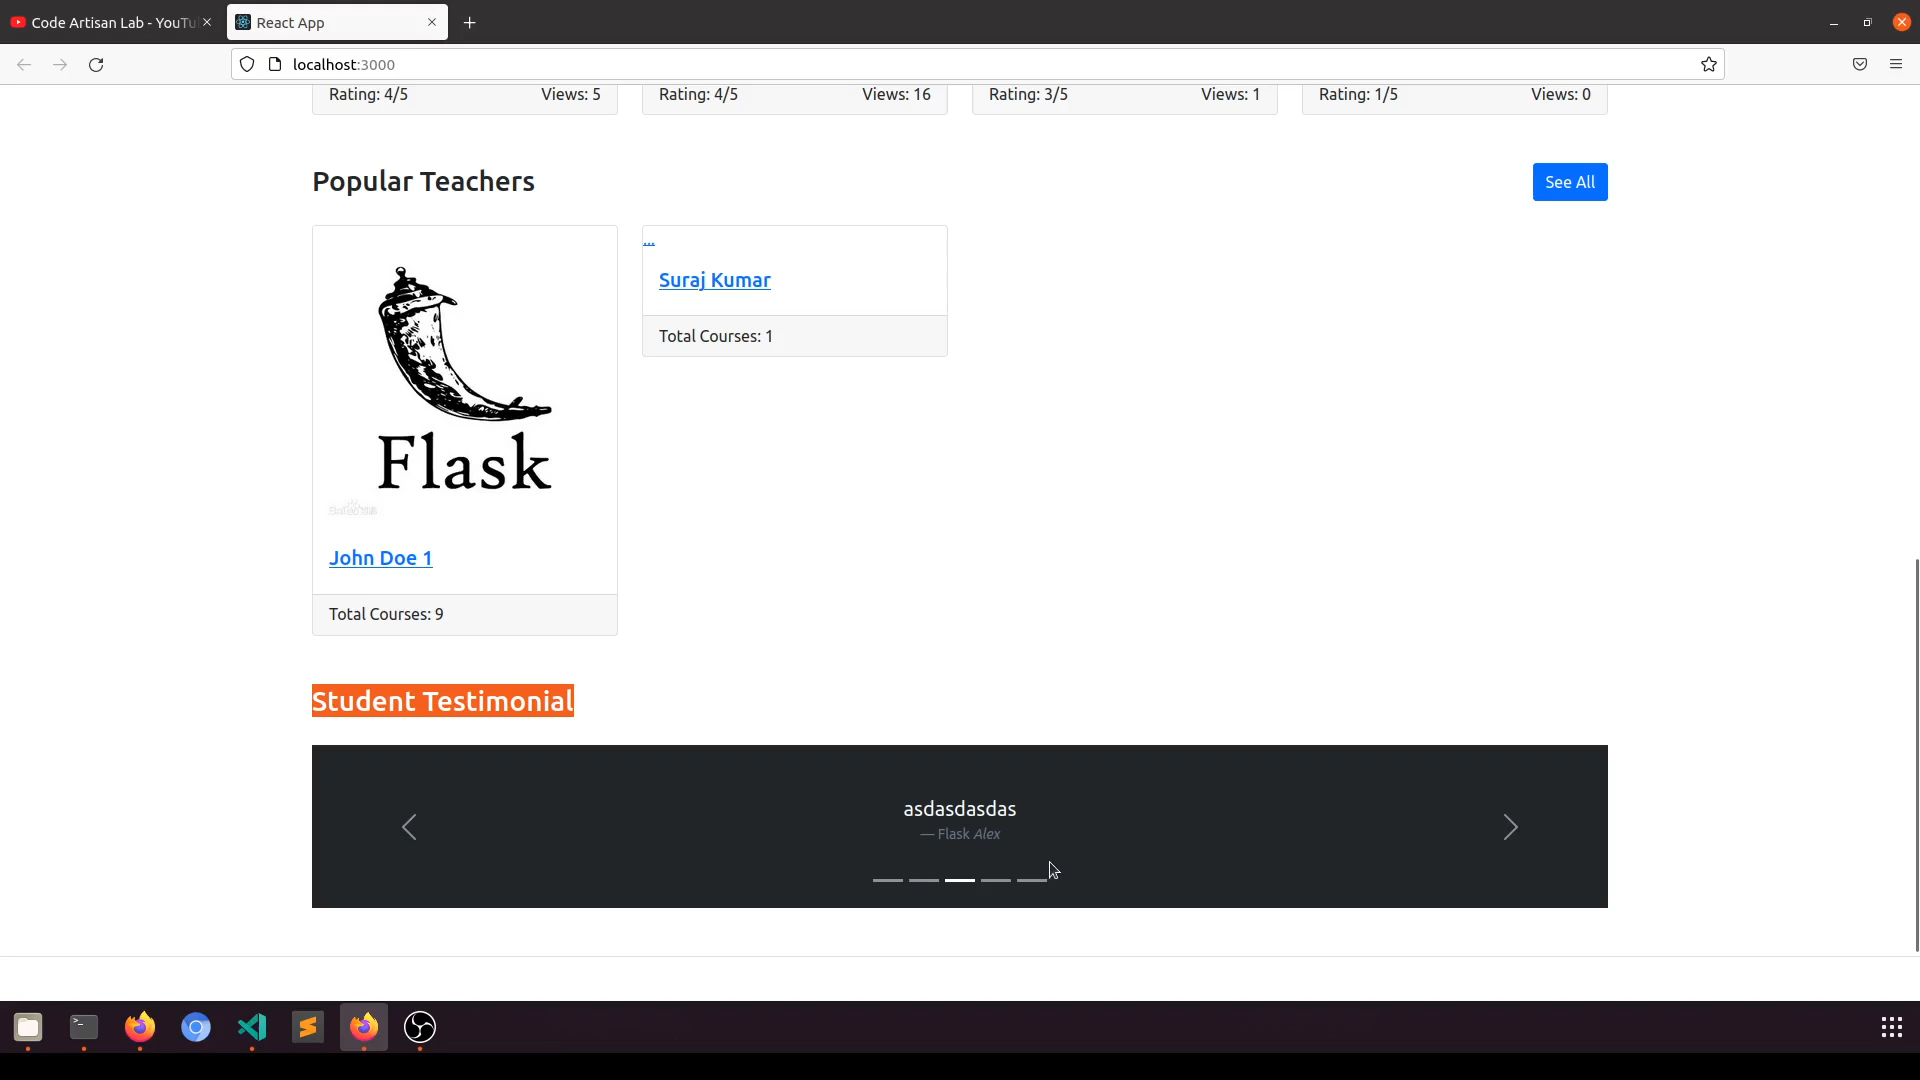 Code Artisan Lab - YouTu
React App
localhost:3000
Rating: 4/5 Views: 5 Rating: 4/5 Views: 16 Rating: 3/5 Views: 1 Rating: 1/5 Views: 0
Popular Teachers
See All
...
Suraj Kumar
Total Courses: 1
Flask
John Doe 1
Total Courses: 9
Student Testimonial
asdasdasdas
— Flask Alex